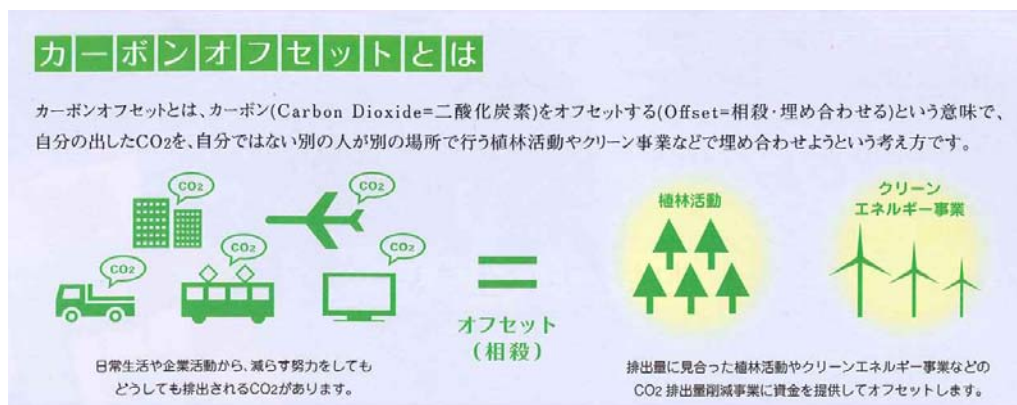 カーボンオフセットとは
カーボンオフセットとは、カーボン(Carbon Dioxide=二酸化炭素)をオフセットする(Offset=相殺・埋め合わせる)という意味で、
自分の出したCO2を、自分ではない別の人が別の場所で行う植林活動やクリーン事業などで埋め合わせようという考え方です。
CO2
CO2
CO2
CO2
CO2
オフセット
(相殺)
植林活動
クリーン
エネルギー事業
日常生活や企業活動から、減らす努力をしても
どうしても排出されるCO2があります。
排出量に見合った植林活動やクリーンエネルギー事業などの
CO2 排出量削減事業に資金を提供してオフセットします。